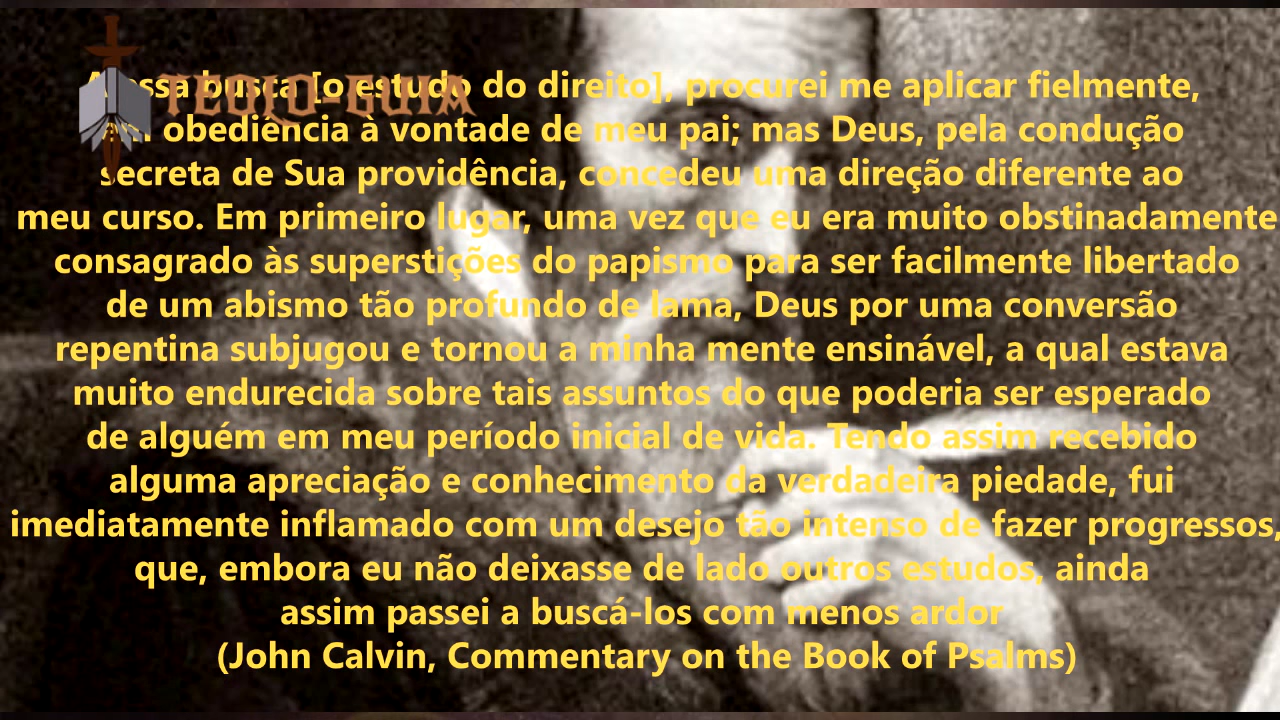 TEOLO-GUIA
A essa busca [o estudo do direito], procurei me aplicar fielmente,
em obediência à vontade de meu pai; mas Deus, pela condução
secreta de Sua providência, concedeu uma direção diferente ao
meu curso. Em primeiro lugar, uma vez que eu era muito obstinadamente
consagrado às superstições do papismo para ser facilmente libertado
de um abismo tão profundo de lama, Deus por uma conversão
repentina subjugou e tornou a minha mente ensinável, a qual estava
muito endurecida sobre tais assuntos do que poderia ser esperado
de alguém em meu período inicial de vida. Tendo assim recebido
alguma apreciação e conhecimento da verdadeira piedade, fui
imediatamente inflamado com um desejo tão intenso de fazer progressos,
que, embora eu não deixasse de lado outros estudos, ainda
assim passei a buscá-los com menos ardor
(John Calvin, Commentary on the Book of Psalms)